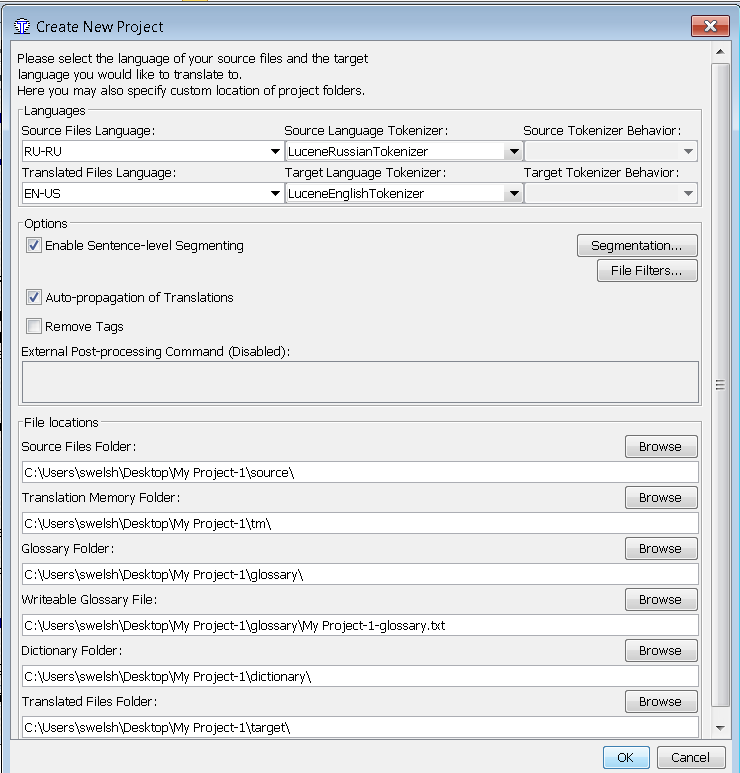 Create New Project
Please select the language of your source files and the target
language you would like to translate to.
Here you may also specify custom location of project folders.
Languages
Source Files Language: Source Language Tokenizer: Source Tokenizer Behavior:
RU-RU LuceneRussianTokenizer
Translated Files Language: Target Language Tokenizer: Target Tokenizer Behavior:
EN-US LuceneEnglishTokenizer
Options
Enable Sentence-level Segmenting Segmentation...
File Filters...
Auto-propagation of Translations
Remove Tags
External Post-processing Command (Disabled):
File locations
Source Files Folder: Browse
C:\Users\swelsh\Desktop\My Project-1\source\
Translation Memory Folder: Browse
C:\Users\swelsh\Desktop\My Project-1\tm\
Glossary Folder: Browse
C:\Users\swelsh\Desktop\My Project-1\glossary\
Writeable Glossary File: Browse
C:\Users\swelsh\Desktop\My Project-1\glossary\My Project-1-glossary.txt
Dictionary Folder: Browse
C:\Users\swelsh\Desktop\My Project-1\dictionary\
Translated Files Folder: Browse
C:\Users\swelsh\Desktop\My Project-1\target\
OK Cancel